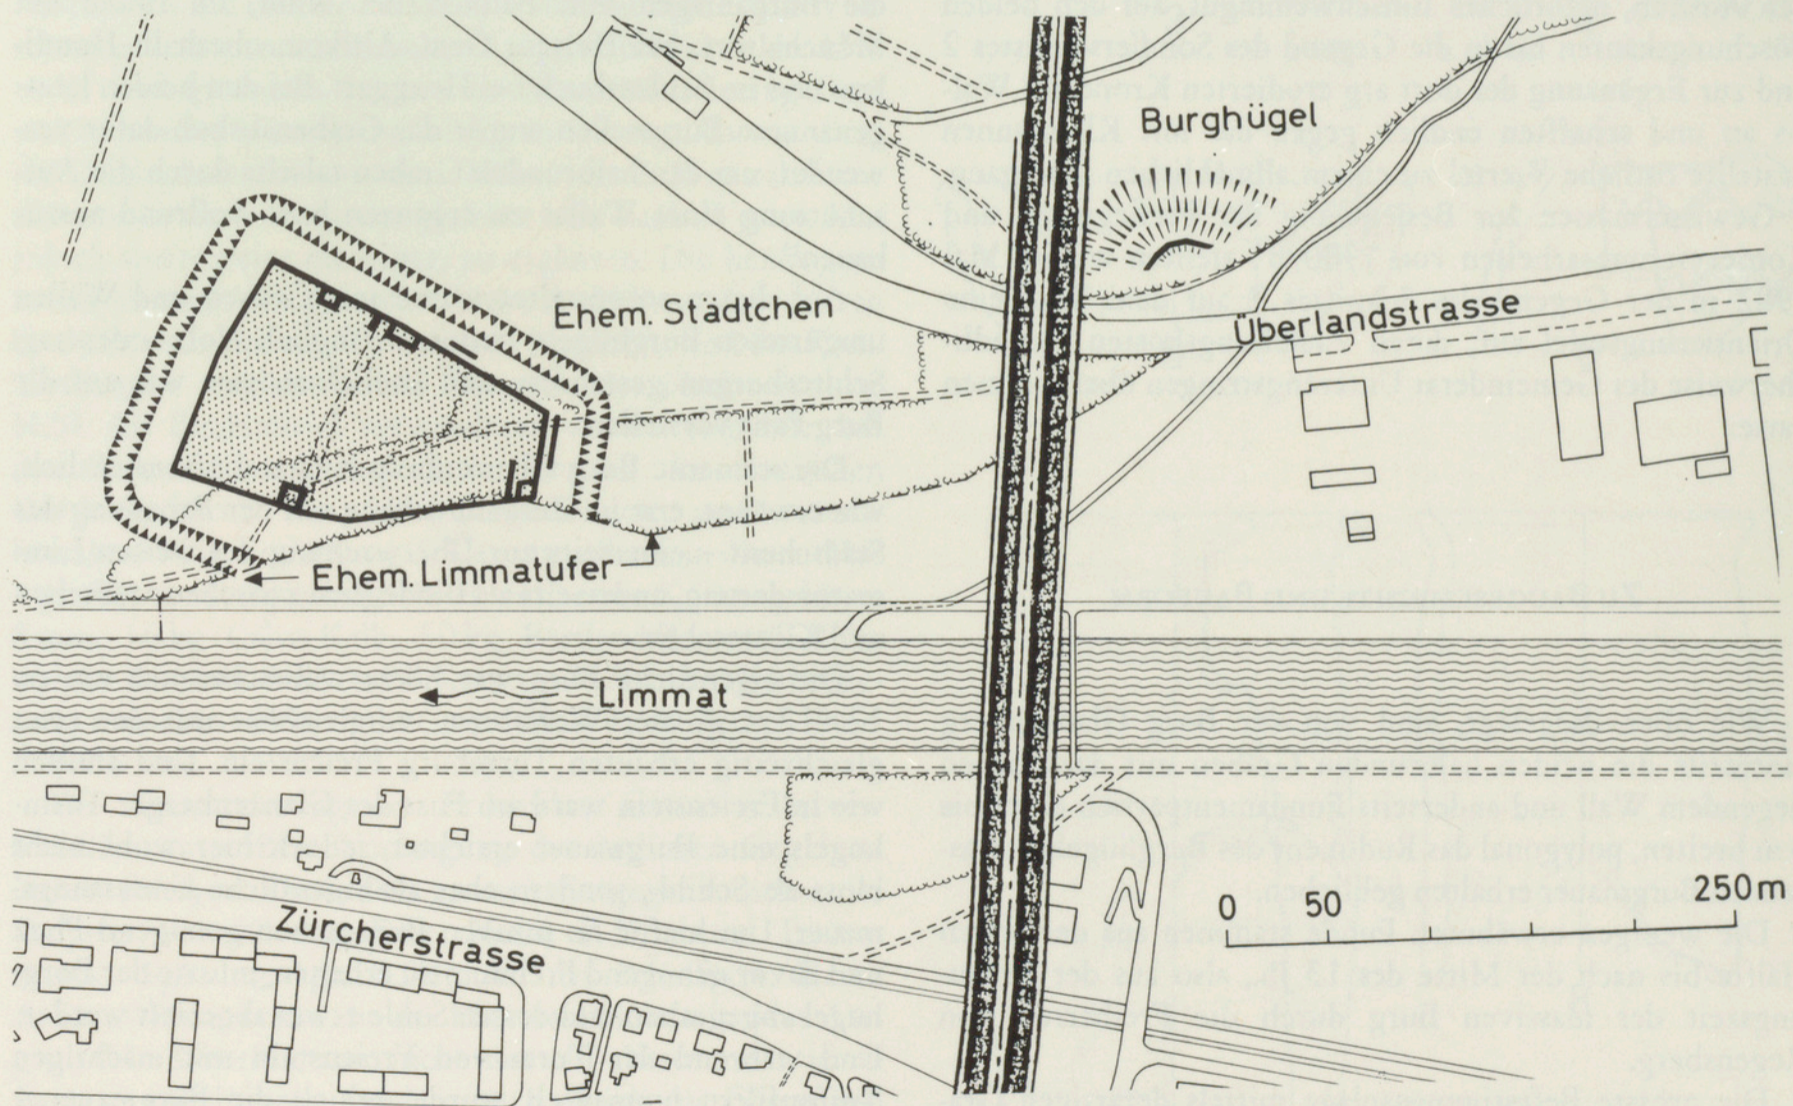 Burghügel
Ehem. Städtchen
Überlandstrasse
Ehem. Limmatufer
Limmat
0 50 250m
Zürcherstrasse